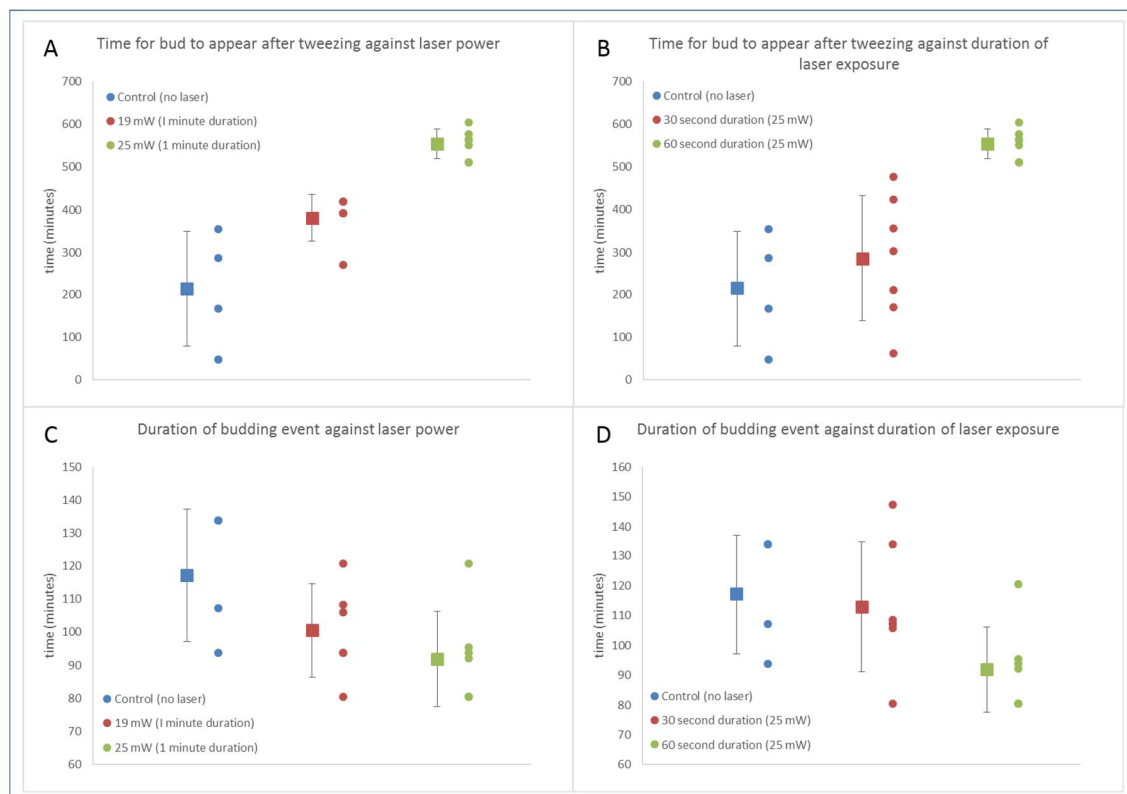 A
Time for bud to appear after tweezing against laser power
700
600
500
400
300
200
100
0
time (minutes)
Control (no laser)
19 mW (I minute duration)
25 mW (1 minute duration)
B
Time for bud to appear after tweezing against duration of
laser exposure
700
600
500
400
300
200
100
0
time (minutes)
Control (no laser)
30 second duration (25 mW)
60 second duration (25 mW)
C
Duration of budding event against laser power
150
140
130
120
110
100
90
80
70
60
time (minutes)
Control (no laser)
19 mW (I minute duration)
25 mW (1 minute duration)
D
Duration of budding event against duration of laser exposure
160
150
140
130
120
110
100
90
80
70
60
time (minutes)
Control (no laser)
30 second duration (25 mW)
60 second duration (25 mW)